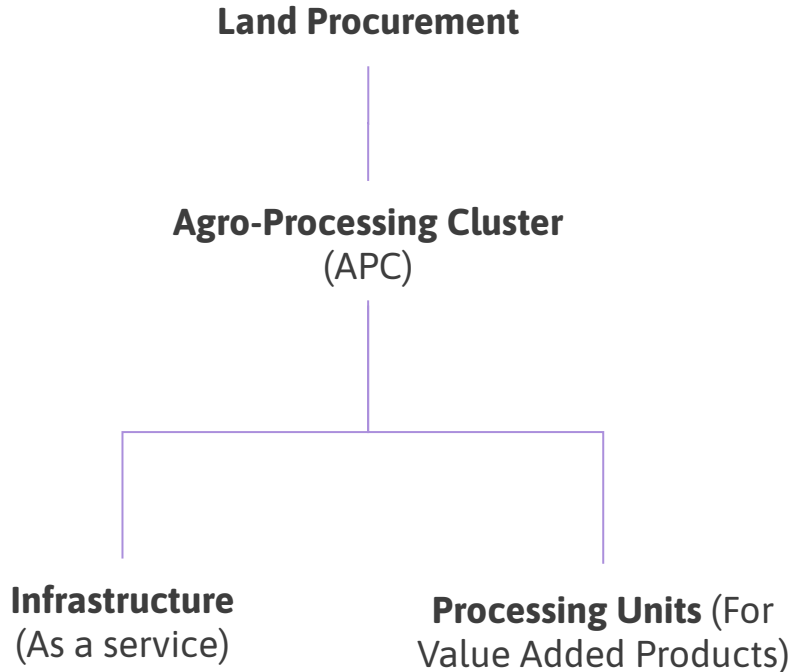 Land Procurement
Agro-Processing Cluster
(APC)
Infrastructure
(As a service)
Processing Units (For
Value Added Products)